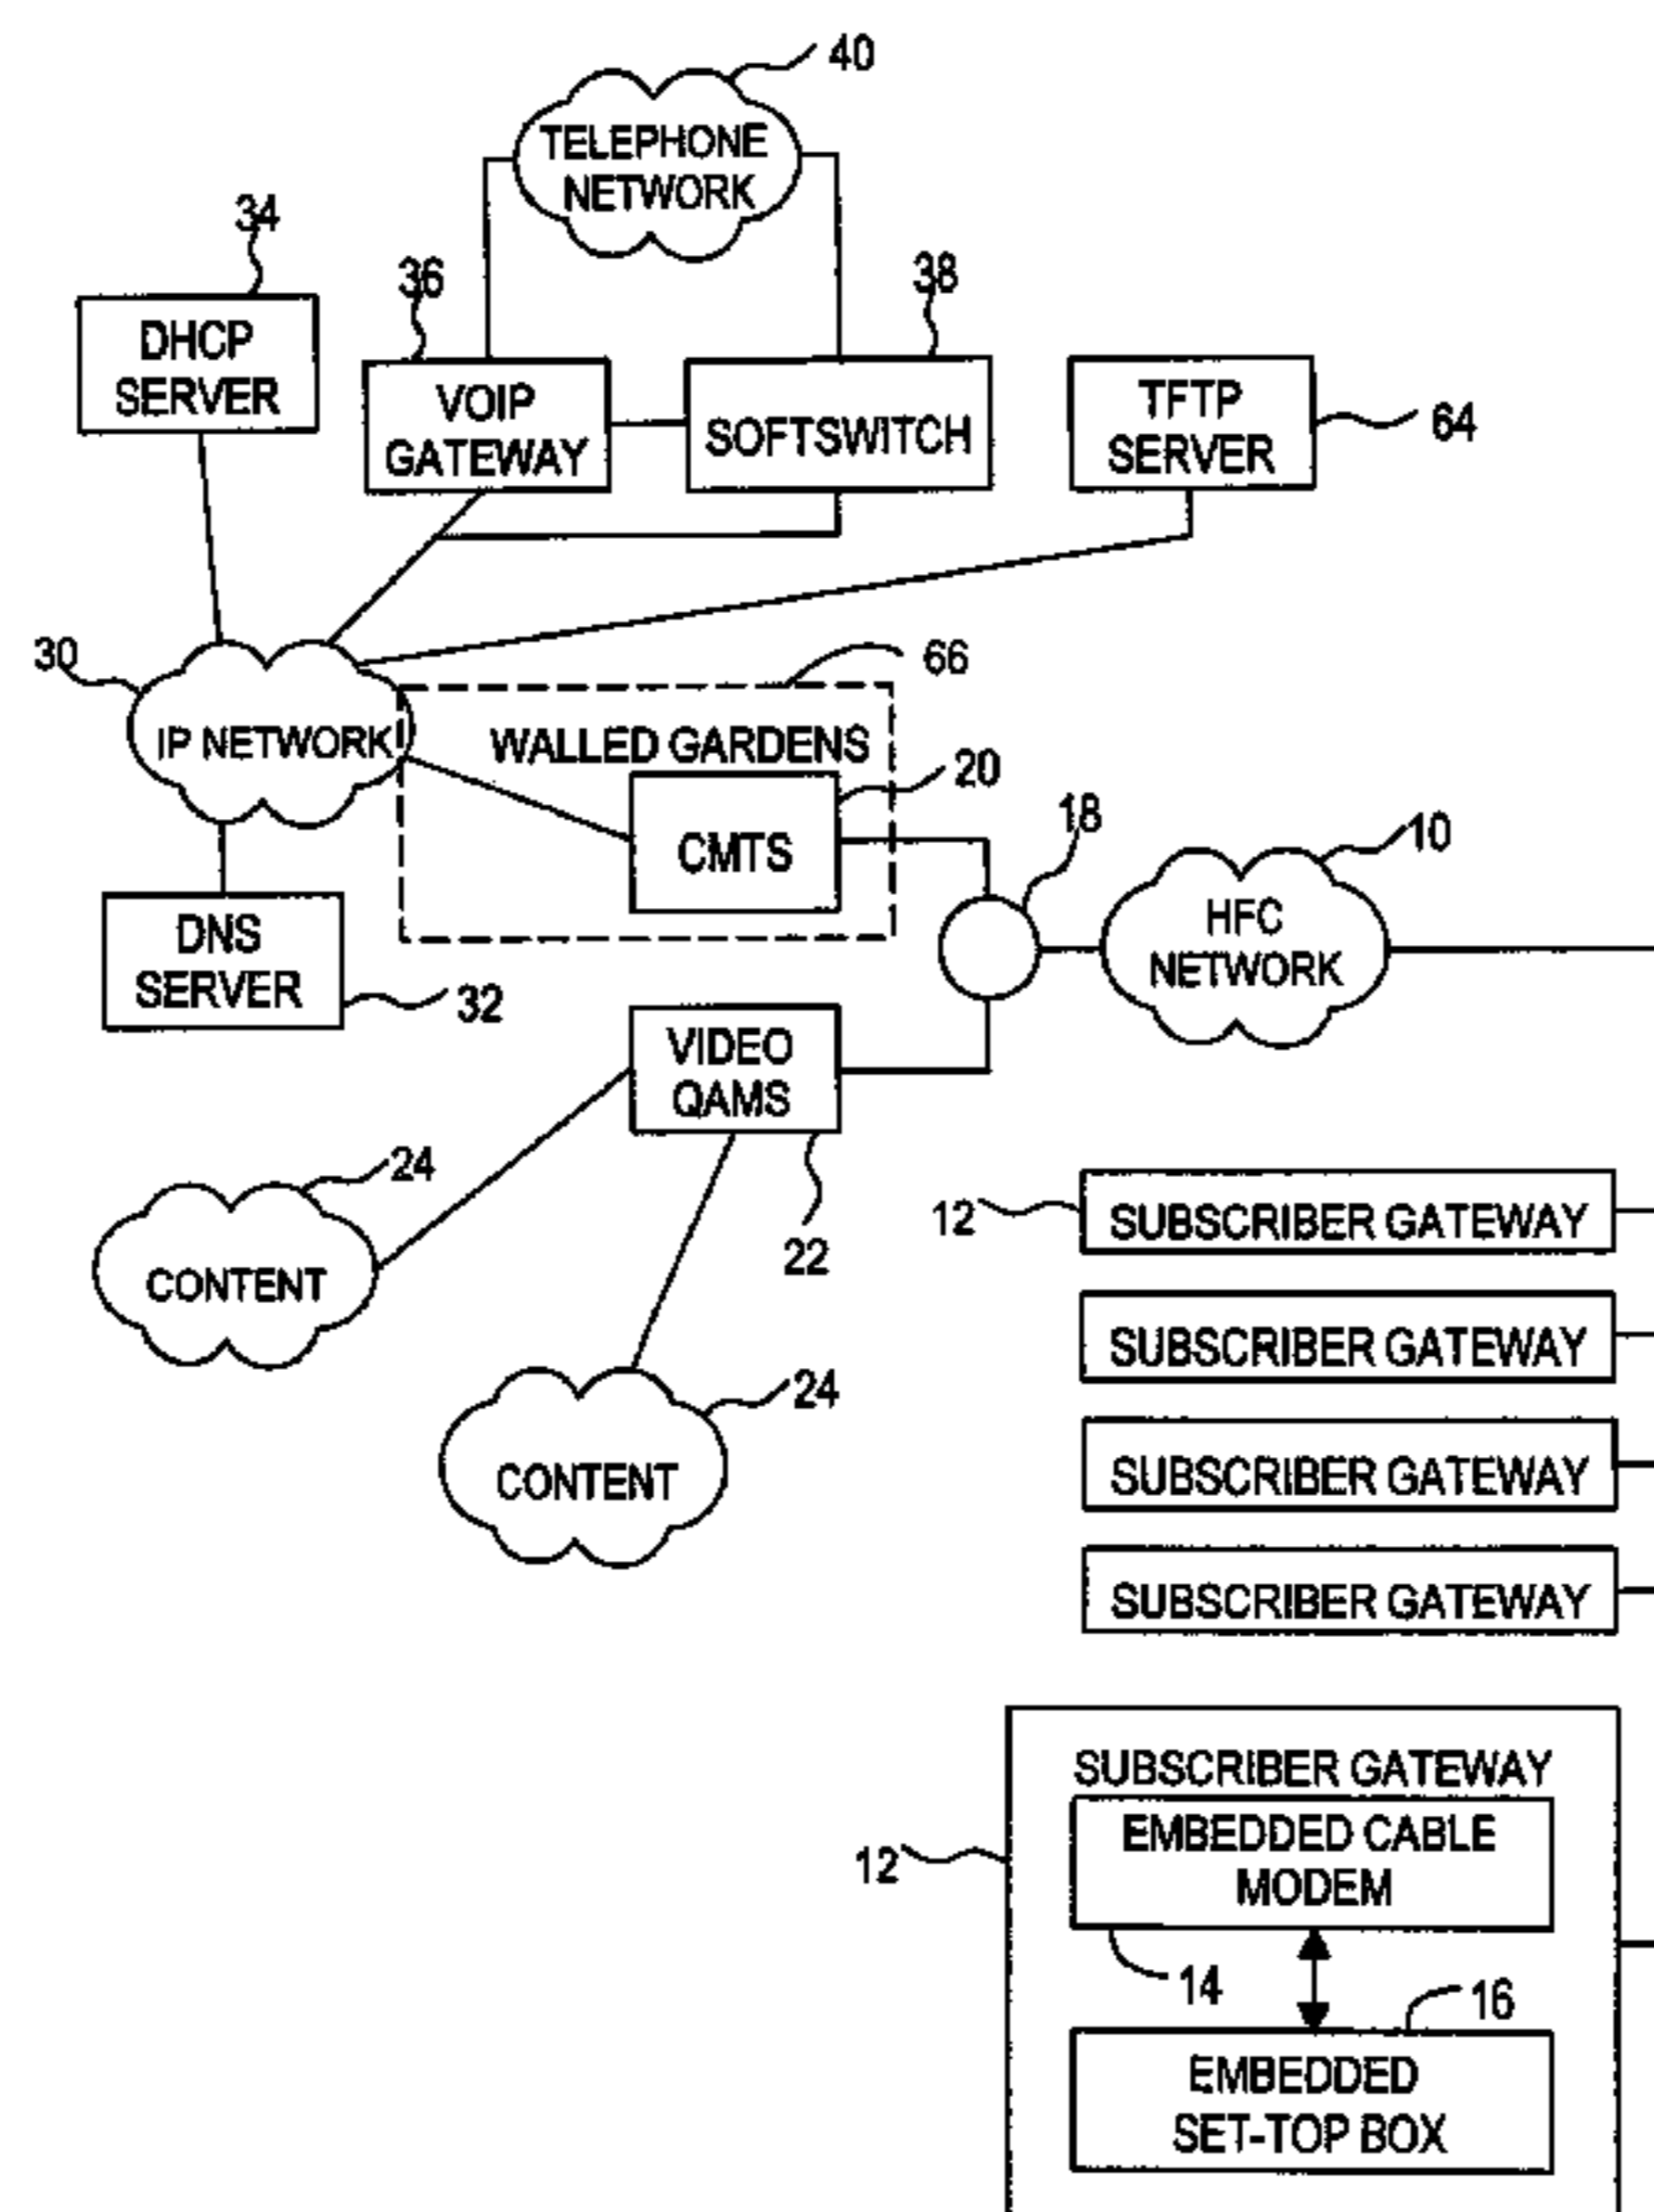 40
TELEPHONE
NETWORK
34
36
38
DHCP
SERVER
VOIP
GATEWAY
SOFTSWITCH
TFTP
SERVER
64
30
66
IP NETWORK
WALLED GARDENS
20
CMTS
18
10
HFC
NETWORK
DNS
SERVER
32
VIDEO
QAMS
22
24
CONTENT
24
CONTENT
12
SUBSCRIBER GATEWAY
SUBSCRIBER GATEWAY
SUBSCRIBER GATEWAY
SUBSCRIBER GATEWAY
12
SUBSCRIBER GATEWAY
EMBEDDED CABLE
MODEM
14
16
EMBEDDED
SET-TOP BOX